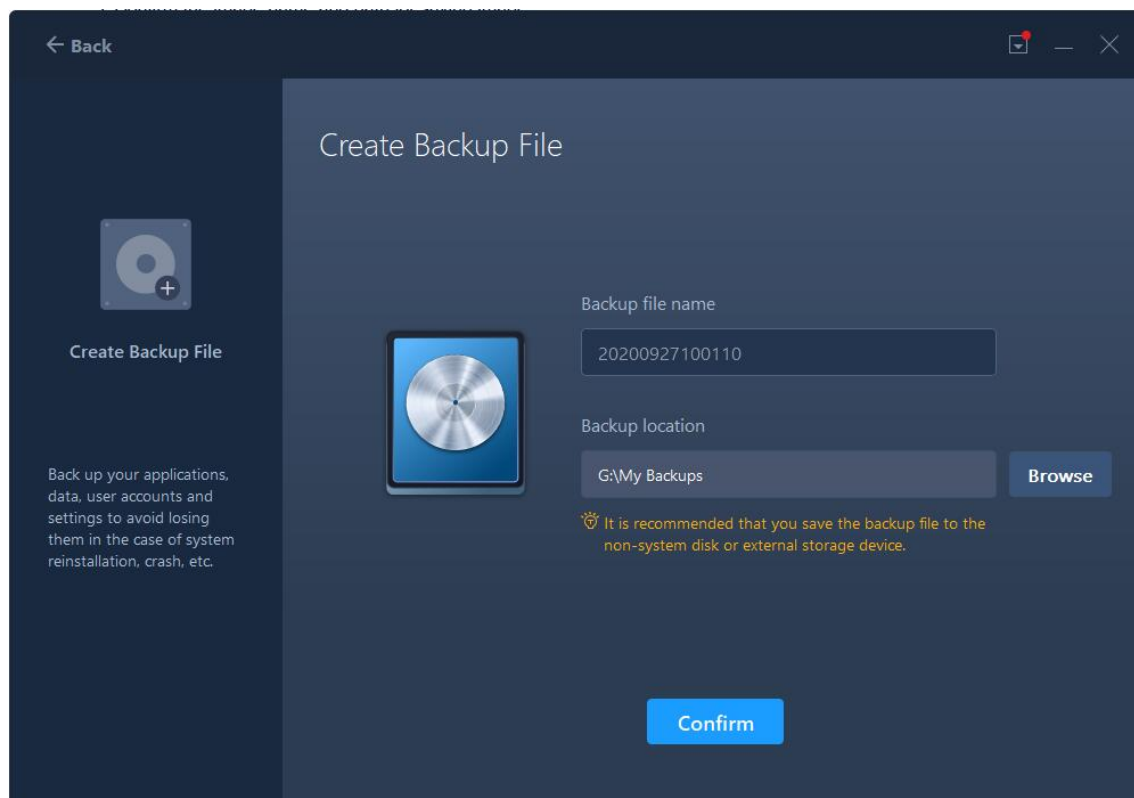 Back
Create Backup File
Create Backup File
Back up your applications,
data, user accounts and
settings to avoid losing
them in the case of system
reinstallation, crash, etc.
Backup file name
20200927100110
Backup location
G:\My Backups
Browse
It is recommended that you save the backup file to the
non-system disk or external storage device.
Confirm